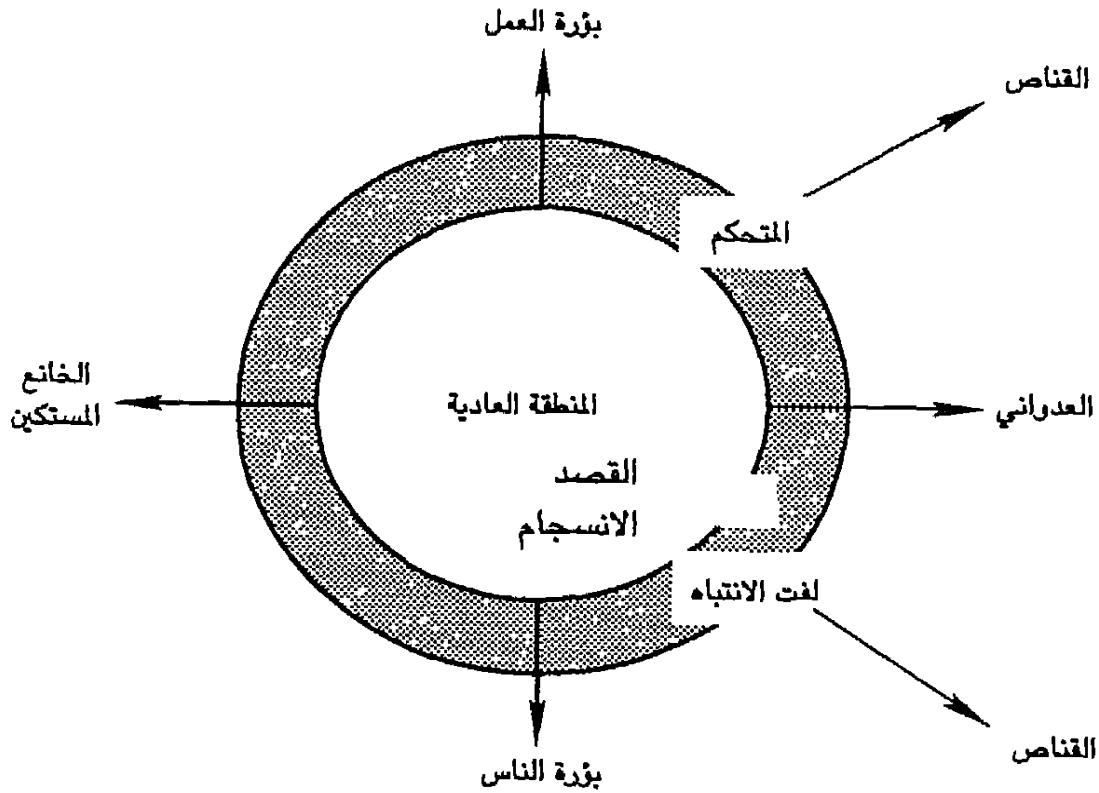 بؤرة العمل
القناص
المتحكم
الخانع
المستكين
المنطقة العادية
العدواني
القصد
الانسجام
لفت الانتباه
القناص
بؤرة الناس